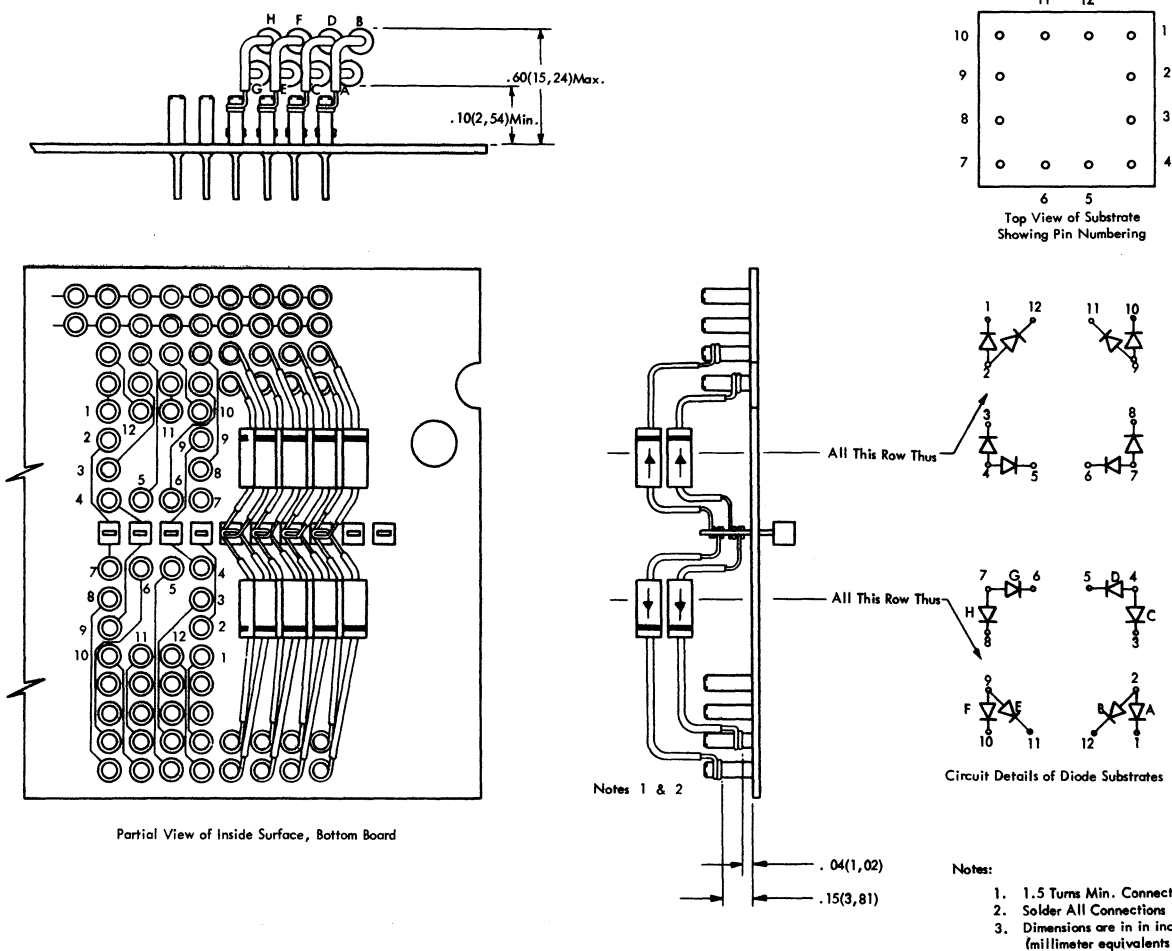 H F D B
G E C A
.60(15,24)Max.
.10(2,54)Min.
11 12
10 1
9 2
8 3
7 4
6 5
Top View of Substrate
Showing Pin Numbering
1 10
12 11
2 9
3 8
4 5 6 7
5 6
4 7
7 4
8 6 5 3
9 2
10 11 12 1
Partial View of Inside Surface, Bottom Board
All This Row Thus
All This Row Thus
Notes 1 & 2
.04(1,02)
.15(3,81)
1 12 11 10
2 9
3 8
4 5 6 7
7 G 6 5 D 4
H C
8 3
9 2
F E B A
10 11 12 1
Circuit Details of Diode Substrates
Notes:
1. 1.5 Turns Min. Connect
2. Solder All Connections
3. Dimensions are in in inc
(millimeter equivalents